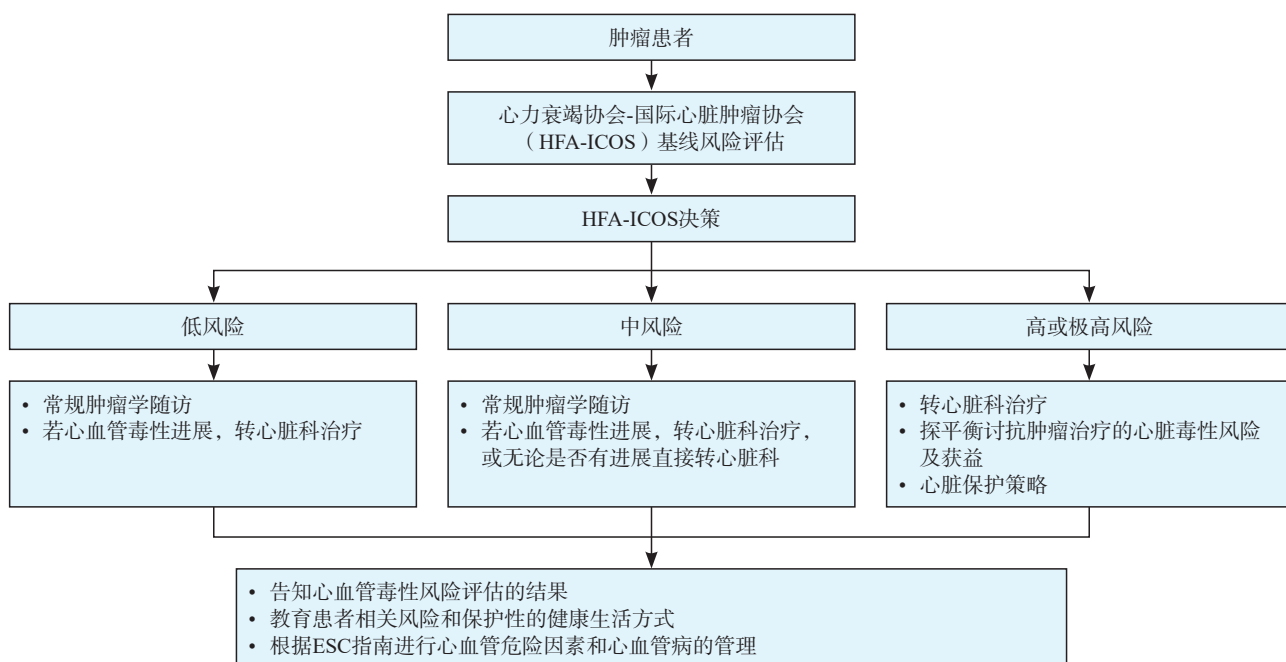 肿瘤患者
心力衰竭协会-国际心脏肿瘤协会
（HFA-ICOS）基线风险评估
HFA-ICOS决策
低风险
中风险
高或极高风险
• 常规肿瘤学随访
• 若心血管毒性进展，转心脏科治疗
• 常规肿瘤学随访
• 若心血管毒性进展，转心脏科治疗，
或无论是否有进展直接转心脏科
• 转心脏科治疗
• 探平衡讨抗肿瘤治疗的心脏毒性风险
及获益
• 心脏保护策略
• 告知心血管毒性风险评估的结果
• 教育患者相关风险和保护性的健康生活方式
• 根据ESC指南进行心血管危险因素和心血管病的管理